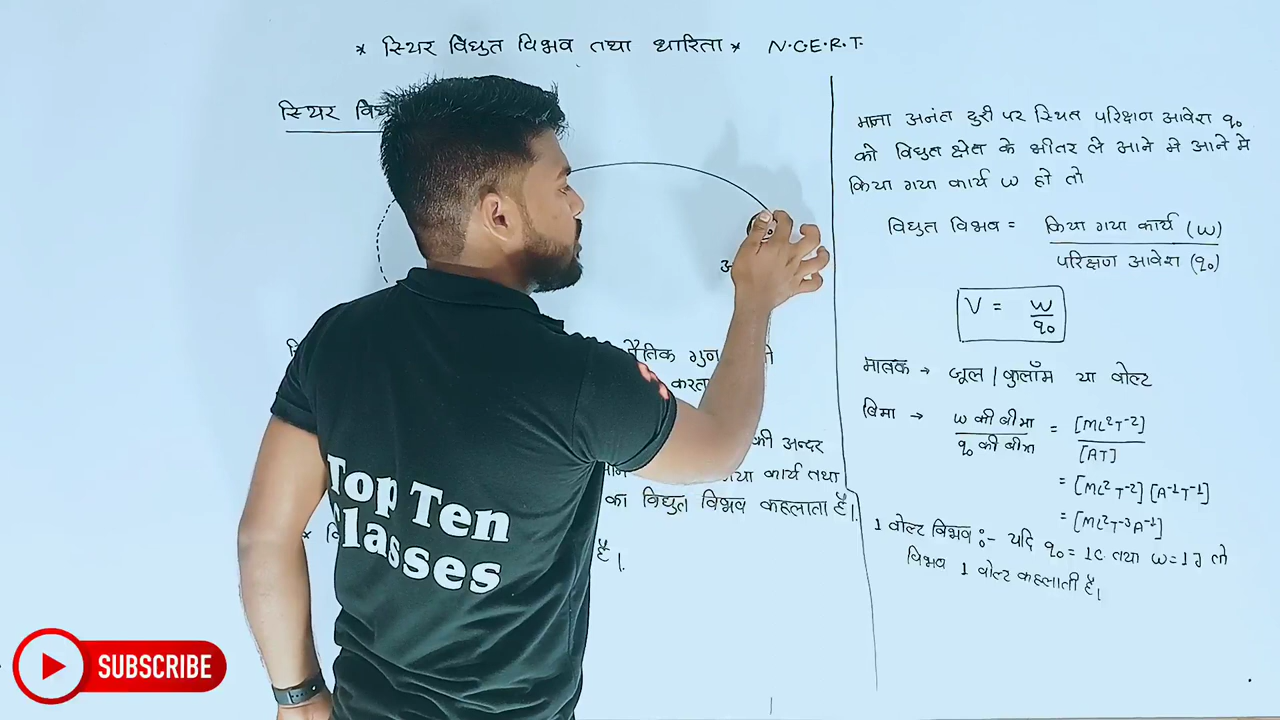 * स्थिर विद्युत विभव तथा धारिता * N.C.E.R.T.
स्थिर
भौतिक गुण
करता
की अन्दर
गया कार्य तथा
का विद्युत विभव कहलाता है।
है।
माना अनंत दुरी पर स्थित परिक्षण आवेश q₀
को विद्युत क्षेत्र के भीतर ले आने मे आने मे
किया गया कार्य W हो तो
विद्युत विभव = किया गया कार्य (W)
परिक्षण आवेश (q₀)
V = W
q₀
मात्रक → जूल / कुलाँम या वोल्ट
विमा → W की बीमा = [ML²T⁻²]
q₀ की बीमा [AT]
= [ML²T⁻²] [A⁻¹T⁻¹]
= [ML²T⁻³A⁻¹]
1 वोल्ट विभव :- यदि q₀ = 1C तथा W = 1J तो
विभव 1 वोल्ट कहलाती है।
Top Ten
Classes
SUBSCRIBE